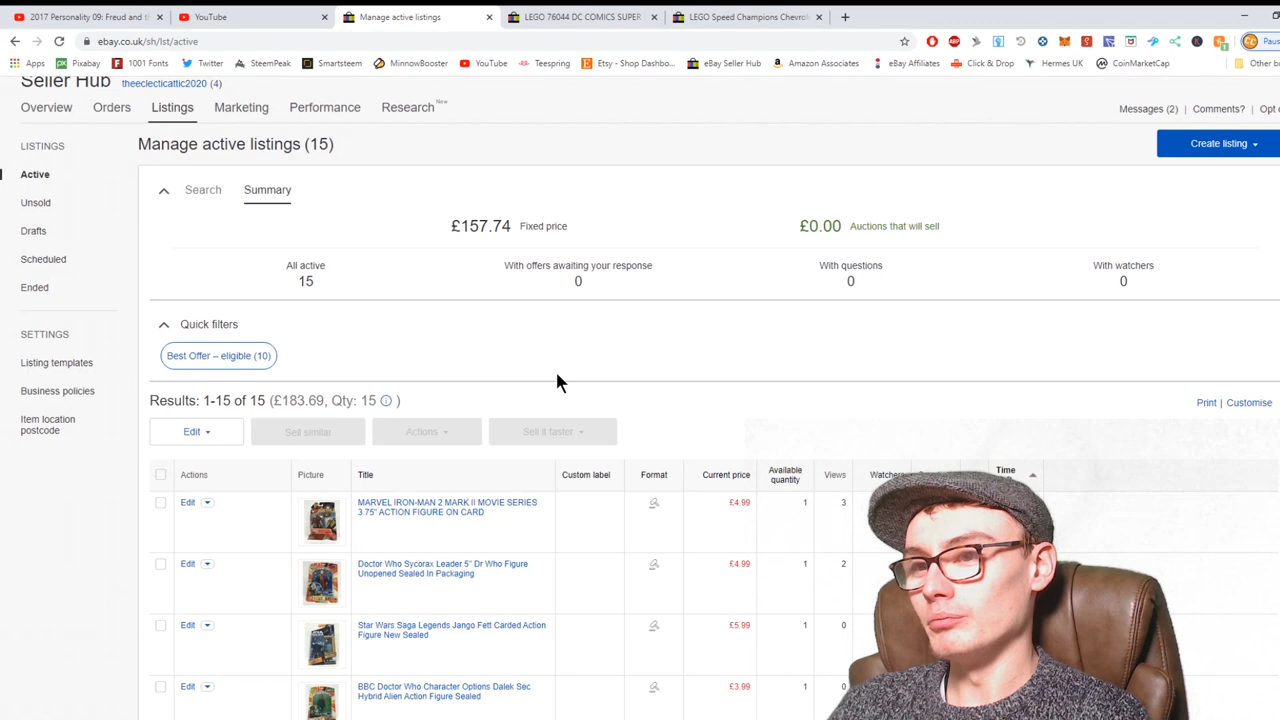 2017 Personality 09: Freud and th
YouTube
Manage active listings
LEGO 76044 DC COMICS SUPER
LEGO Speed Champions Chevrol
ebay.co.uk/sh/lst/active
Paus
Apps
Pixabay
1001 Fonts
Twitter
SteemPeak
Smartsteem
MinnowBooster
YouTube
Teespring
Etsy - Shop Dashbo...
eBay Seller Hub
Amazon Associates
eBay Affiliates
Click & Drop
Hermes UK
CoinMarketCap
Other bo
Seller Hub
theeclecticattic2020 (4)
Overview
Orders
Listings
Marketing
Performance
Research New
Messages (2) | Comments? | Opt
LISTINGS
Active
Unsold
Drafts
Scheduled
Ended
SETTINGS
Listing templates
Business policies
Item location
postcode
Manage active listings (15)
Create listing
Search
Summary
£157.74 Fixed price
£0.00 Auctions that will sell
All active
15
With offers awaiting your response
0
With questions
0
With watchers
0
Quick filters
Best Offer – eligible (10)
Results: 1-15 of 15 (£183.69, Qty: 15 )
Print | Customise
Edit
Sell similar
Actions
Sell it faster
Actions
Picture
Title
Custom label
Format
Current price
Available
quantity
Views
Watchers
Time
Edit
MARVEL IRON-MAN 2 MARK II MOVIE SERIES
3.75" ACTION FIGURE ON CARD
£4.99
1
3
Edit
Doctor Who Sycorax Leader 5" Dr Who Figure
Unopened Sealed In Packaging
£4.99
1
2
Edit
Star Wars Saga Legends Jango Fett Carded Action
Figure New Sealed
£5.99
1
0
Edit
BBC Doctor Who Character Options Dalek Sec
Hybrid Alien Action Figure Sealed
£3.99
1
0